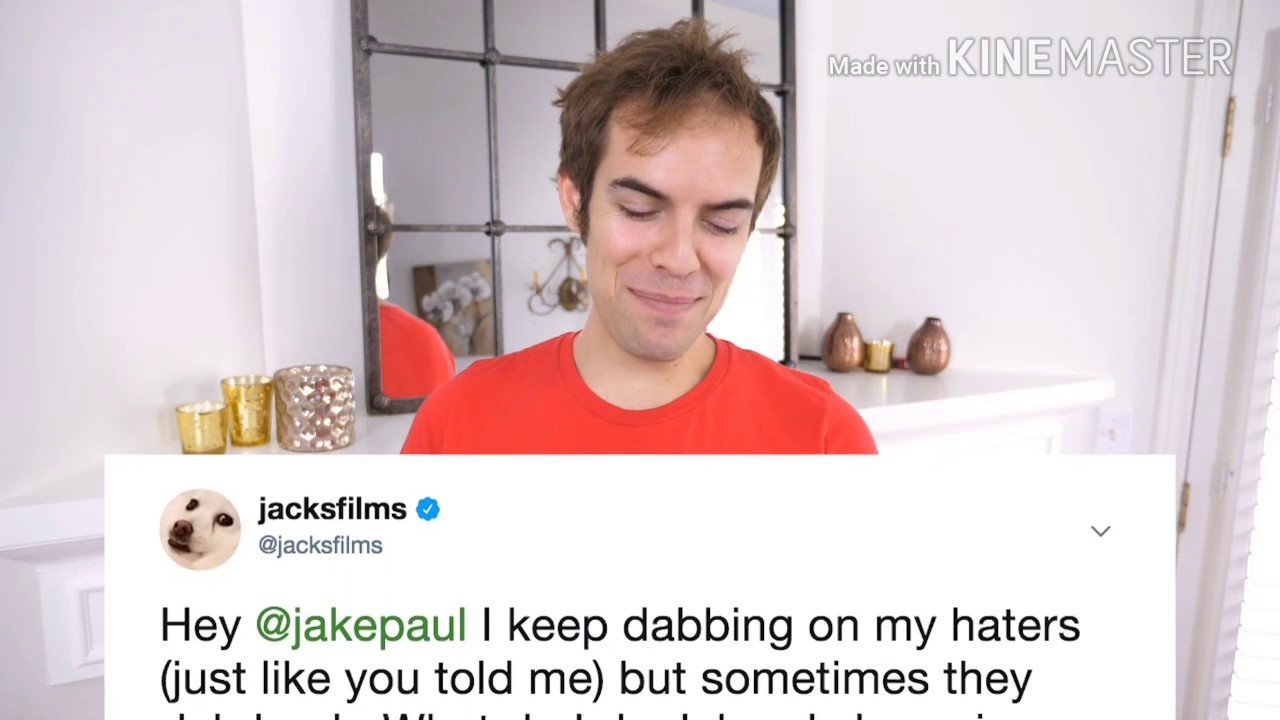 Made with KINEMASTER
jacksfilms
@jacksfilms
Hey @jakepaul I keep dabbing on my haters
(just like you told me) but sometimes they